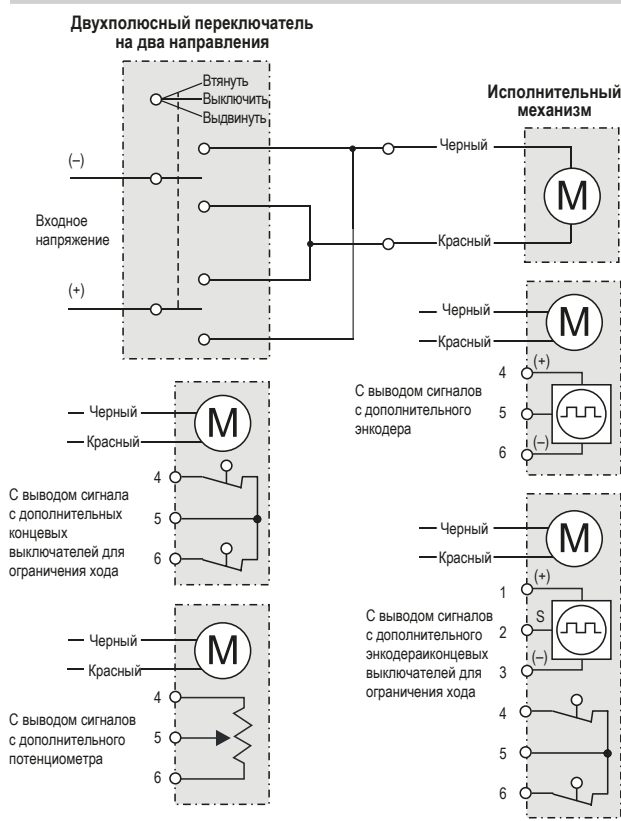 Двухполюсный переключатель
на два направления
Втянуть
Выключить
Выдвинуть
(–)
Входное
напряжение
(+)
Исполнительный
механизм
Черный
M
Красный
Черный
Красный
M
4
(+)
5
6
(–)
С выводом сигналов
с дополнительного
энкодера
Черный
Красный
M
4
5
6
С выводом сигнала
с дополнительных
концевых
выключателей для
ограничения хода
Черный
Красный
M
1
(+)
2
S
3
(–)
4
5
6
С выводом сигналов
с дополнительного
энкодераиконцевых
выключателей для
ограничения хода
Черный
Красный
M
4
5
6
С выводом сигналов
с дополнительного
потенциометра